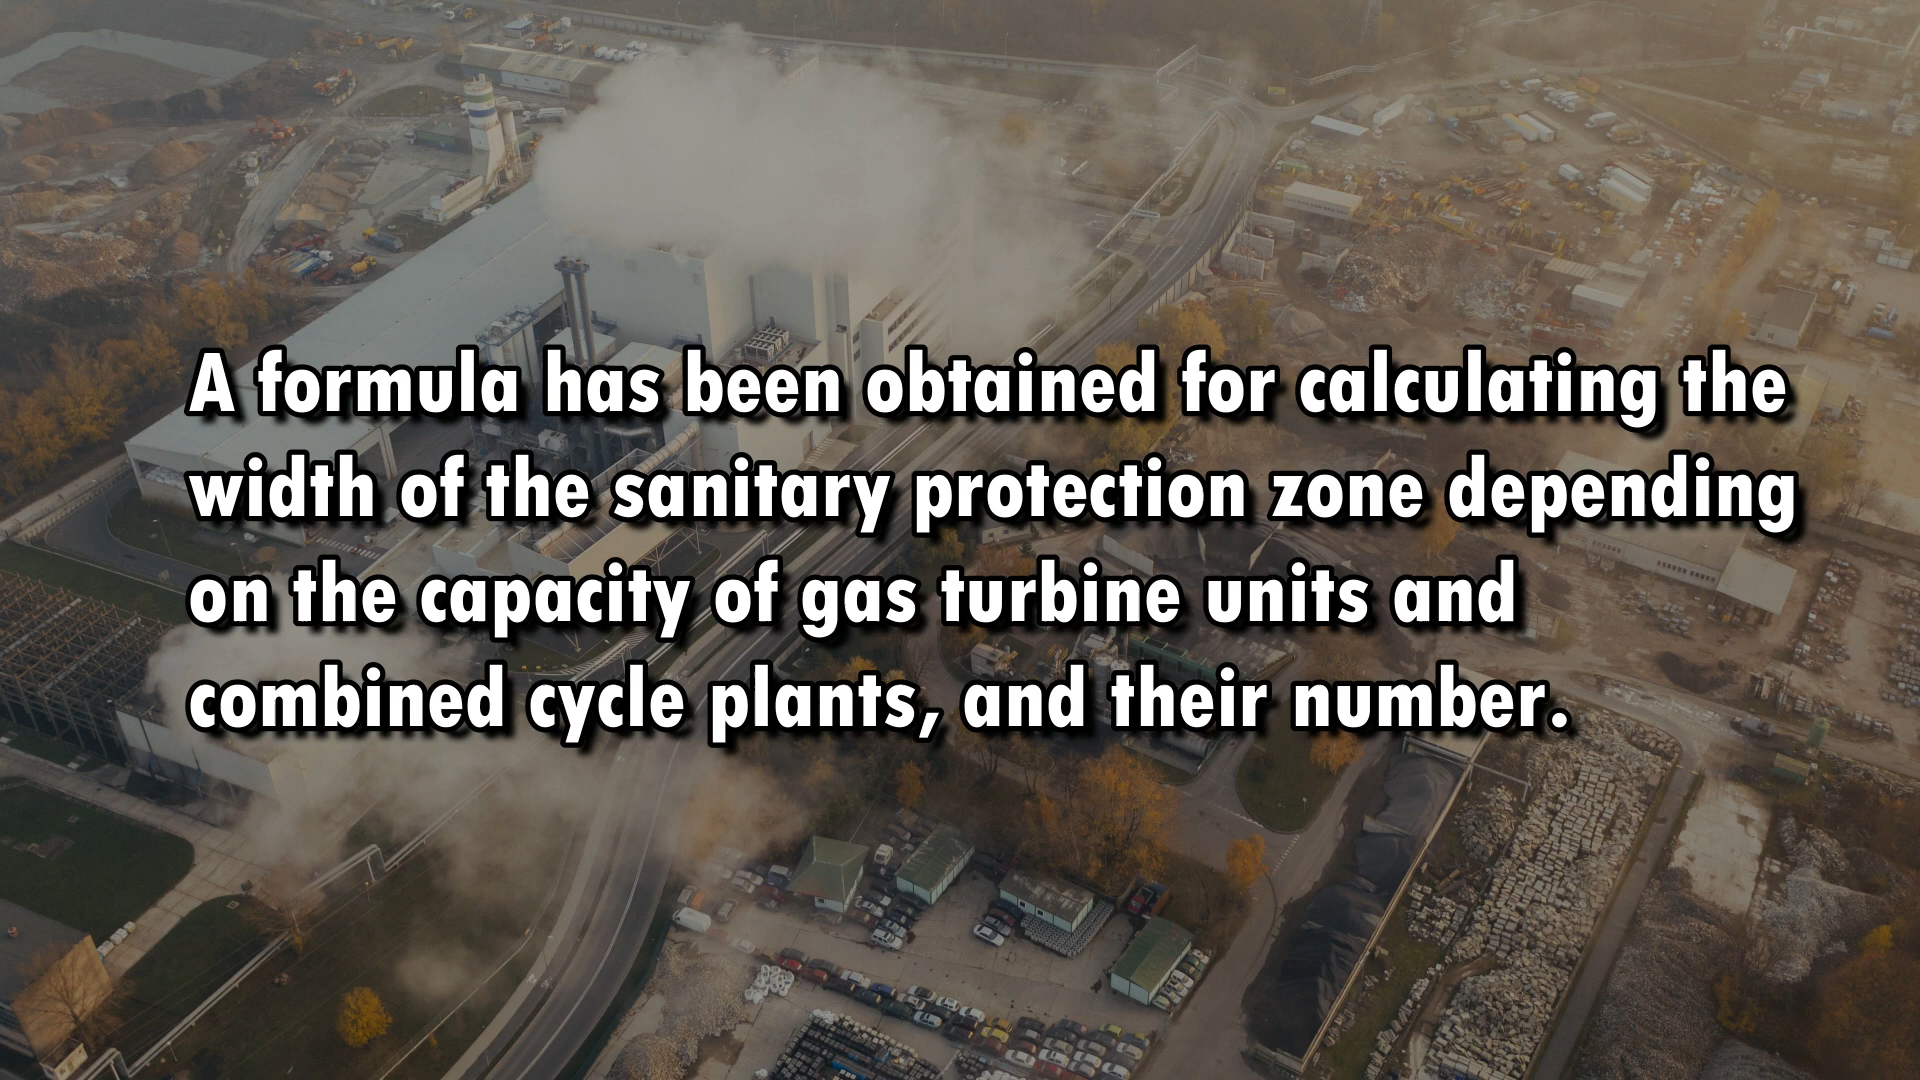 A formula has been obtained for calculating the
width of the sanitary protection zone depending
on the capacity of gas turbine units and
combined cycle plants, and their number.